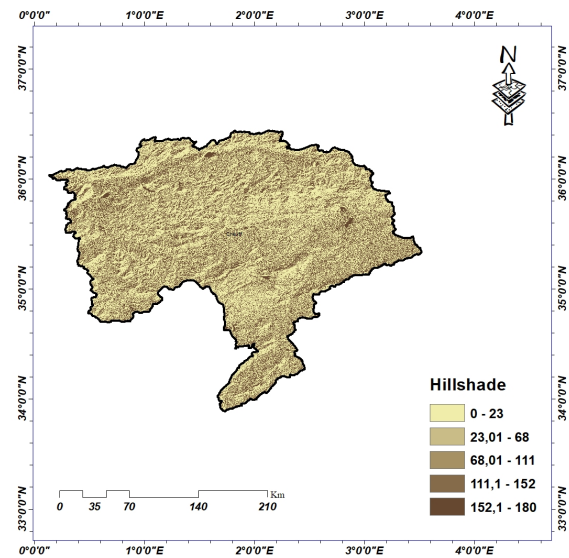 0°0'0" 1°0'0"E 2°0'0"E 3°0'0"E 4°0'0"E
N
37°0'0"N 37°0'0"N
36°0'0"N 36°0'0"N
35°0'0"N 35°0'0"N
34°0'0"N 34°0'0"N
33°0'0"N 33°0'0"N
Hillshade
0 - 23
23,01 - 68
68,01 - 111
111,1 - 152
152,1 - 180
Km
0 35 70 140 210
0°0'0" 1°0'0"E 2°0'0"E 3°0'0"E 4°0'0"E